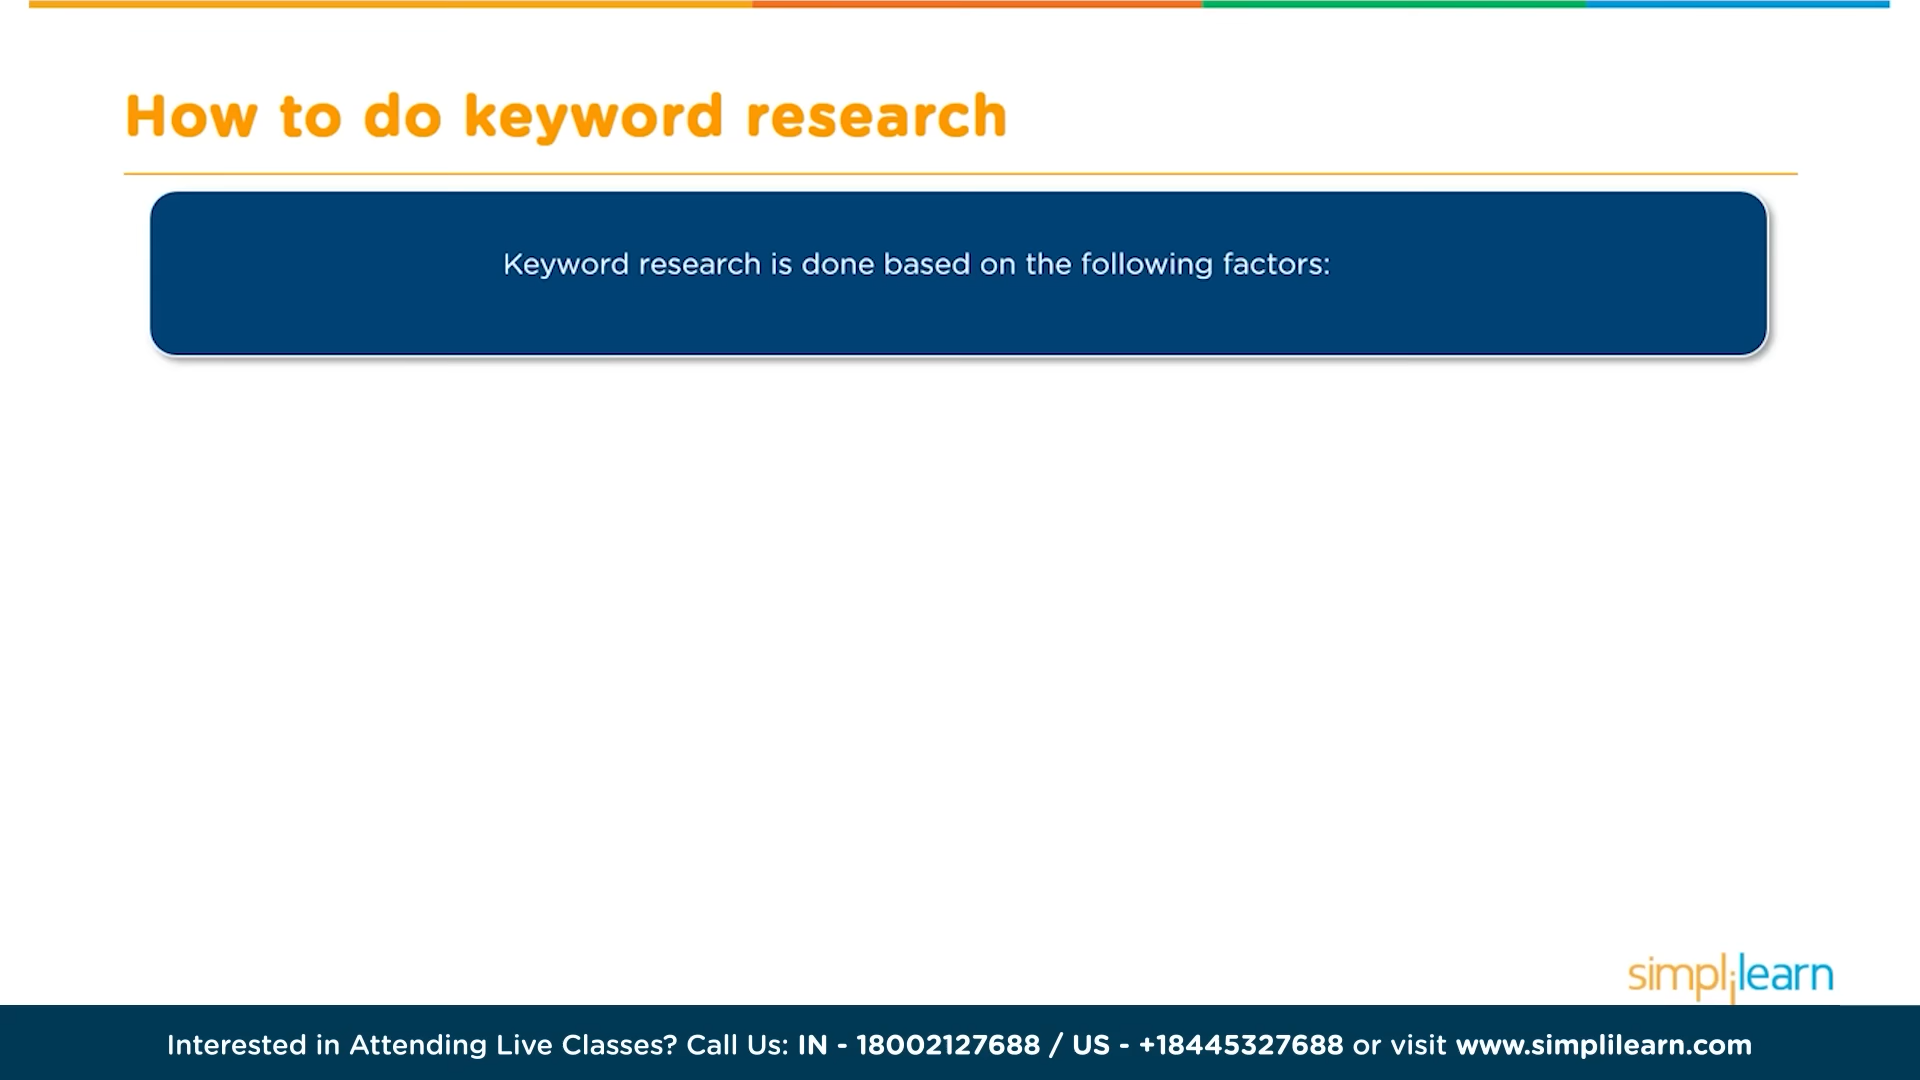 How to do keyword research
Keyword research is done based on the following factors:
simplilearn
Interested in Attending Live Classes? Call Us: IN - 18002127688 / US - +18445327688 or visit www.simplilearn.com